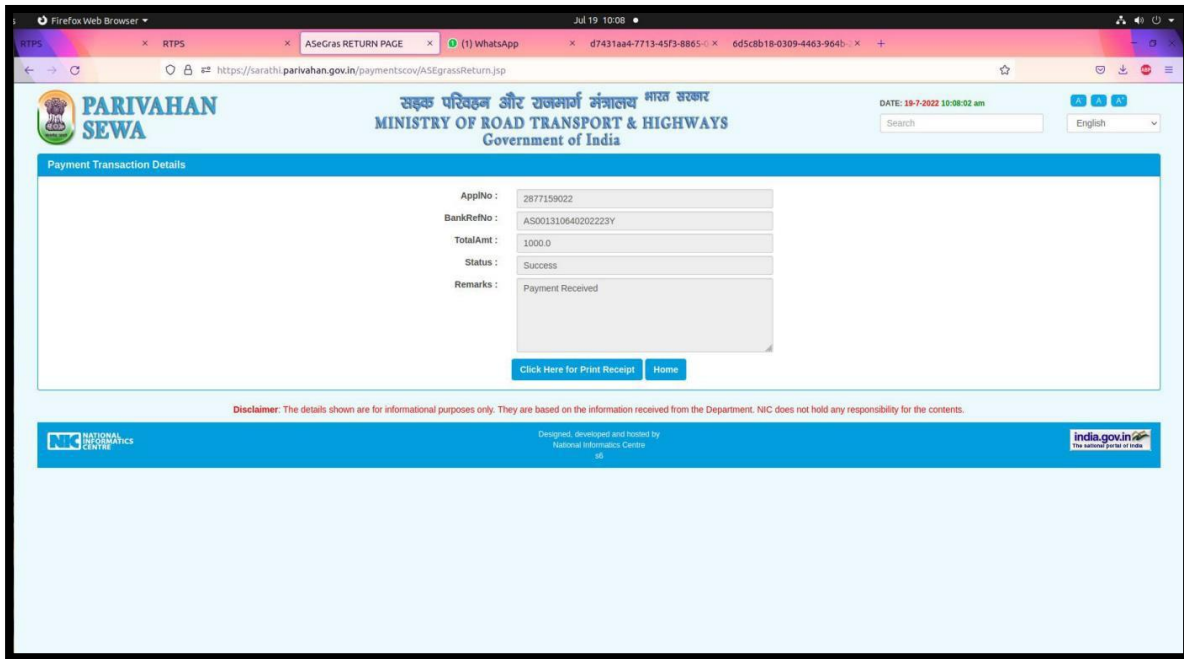 Firefox Web Browser
Jul 19 10:08
RTPS
RTPS
ASeGras RETURN PAGE
(1) WhatsApp
d7431aa4-7713-45f3-8865-
6d5c8b18-0309-4463-964b-
https://sarathi.parivahan.gov.in/paymentscov/ASEgrassReturn.jsp
PARIVAHAN SEWA
सड़क परिवहन और राजमार्ग मंत्रालय भारत सरकार
MINISTRY OF ROAD TRANSPORT & HIGHWAYS
Government of India
DATE: 19-7-2022 10:08:02 am
Search
English
Payment Transaction Details
ApplNo : 2877159022
BankRefNo : AS001310640202223Y
TotalAmt : 1000.0
Status : Success
Remarks : Payment Received
Click Here for Print Receipt Home
Disclaimer: The details shown are for informational purposes only. They are based on the information received from the Department. NIC does not hold any responsibility for the contents.
NIC NATIONAL INFORMATICS CENTRE
Designed, developed and hosted by
National Informatics Centre
s6
india.gov.in
The national portal of India